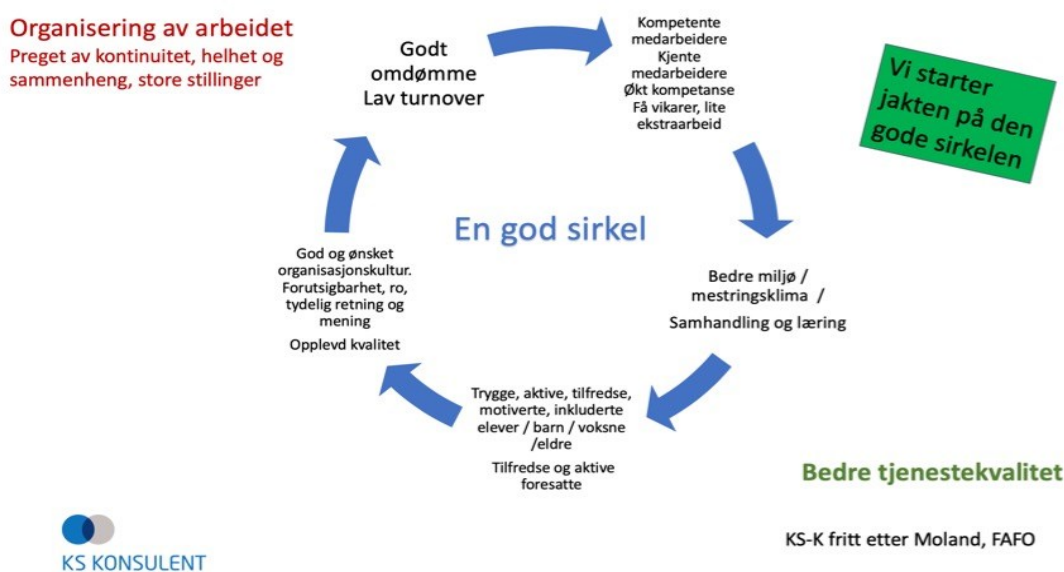 Organisering av arbeidet
Preget av kontinuitet, helhet og
sammenheng, store stillinger
Godt
omdømme
Lav turnover
Kompetente
medarbeidere
Kjente
medarbeidere
Økt kompetanse
Få vikarer, lite
ekstraarbeid
Vi starter
jakten på den
gode sirkelen
En god sirkel
Bedre miljø /
mestringsklima /
Samhandling og læring
God og ønsket
organisasjonskultur.
Forutsigbarhet, ro,
tydelig retning og
mening
Opplevd kvalitet
Trygge, aktive, tilfredse,
motiverte, inkluderte
elever / barn / voksne
/eldre
Tilfredse og aktive
foresatte
Bedre tjenestekvalitet
KS-K fritt etter Moland, FAFO
KS KONSULENT